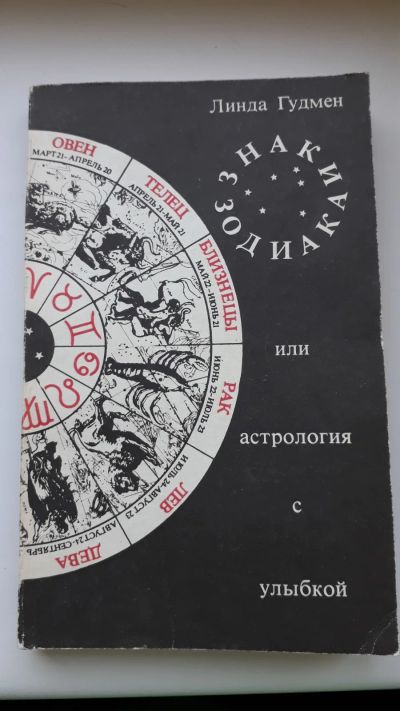 Линда Гудмен
ЗНАКИ
ЗОДИАКА
или
астрология
с
улыбкой
ОВЕН
МАРТ 21-АПРЕЛЬ 20
ТЕЛЕЦ
АПРЕЛЬ 21-МАЙ 21
БЛИЗНЕЦЫ
МАЙ 22-ИЮНЬ 21
РАК
ИЮНЬ 22-ИЮЛЬ 23
ЛЕВ
ИЮЛЬ 24-АВГУСТ 23
ДЕВА
АВГУСТ 24-СЕНТЯБРЬ